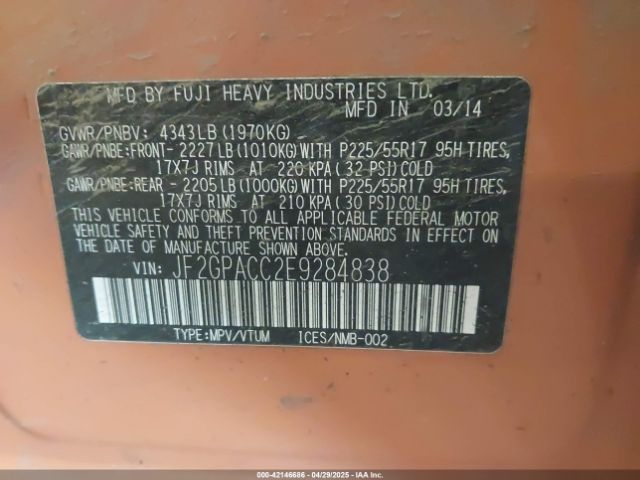 MFD BY FUJI HEAVY INDUSTRIES LTD.
MFD IN 03/14
GVWR/PNBV: 4343LB(1970KG)
GAWR/PNBE:FRONT- 2227LB(1010KG)WITH P225/55R17 95H TIRES,
17X7J RIMS AT 220 KPA(32 PSI)COLD
GAWR/PNBE:REAR - 2205LB(1000KG)WITH P225/55R17 95H TIRES,
17X7J RIMS AT 210 KPA(30 PSI)COLD
THIS VEHICLE CONFORMS TO ALL APPLICABLE FEDERAL MOTOR
VEHICLE SAFETY AND THEFT PREVENTION STANDARDS IN EFFECT
ON THE DATE OF MANUFACTURE SHOWN ABOVE.
VIN: JF2GPACC2E9284838
TYPE:MPV/VTUM ICES/NMB-002
000-42146686 - 04/29/2025 - IAA Inc.